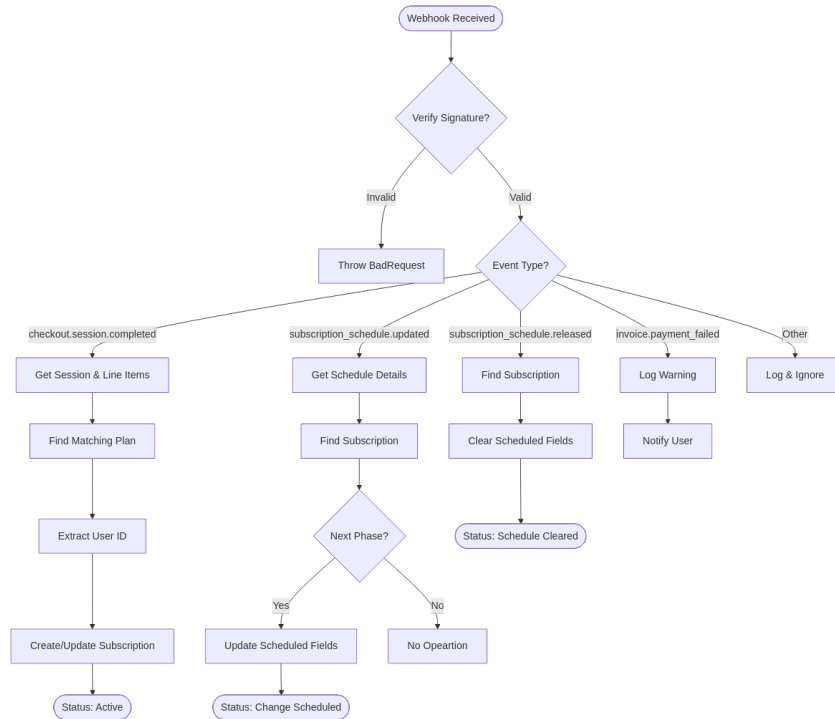 Webhook Received
Verify Signature?
Invalid
Valid
Throw BadRequest
Event Type?
checkout.session.completed
subscription_schedule.updated
subscription_schedule.released
invoice.payment_failed
Other
Get Session & Line Items
Get Schedule Details
Find Subscription
Log Warning
Log & Ignore
Find Matching Plan
Find Subscription
Clear Scheduled Fields
Notify User
Extract User ID
Next Phase?
Status: Schedule Cleared
Yes
No
Create/Update Subscription
Update Scheduled Fields
No Opeartion
Status: Active
Status: Change Scheduled